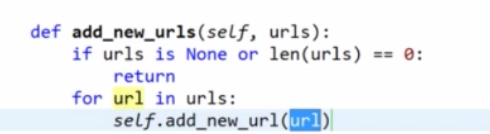 def add_new_urls(self, urls):
    if urls is None or len(urls) == 0:
        return
    for url in urls:
        self.add_new_url(url)